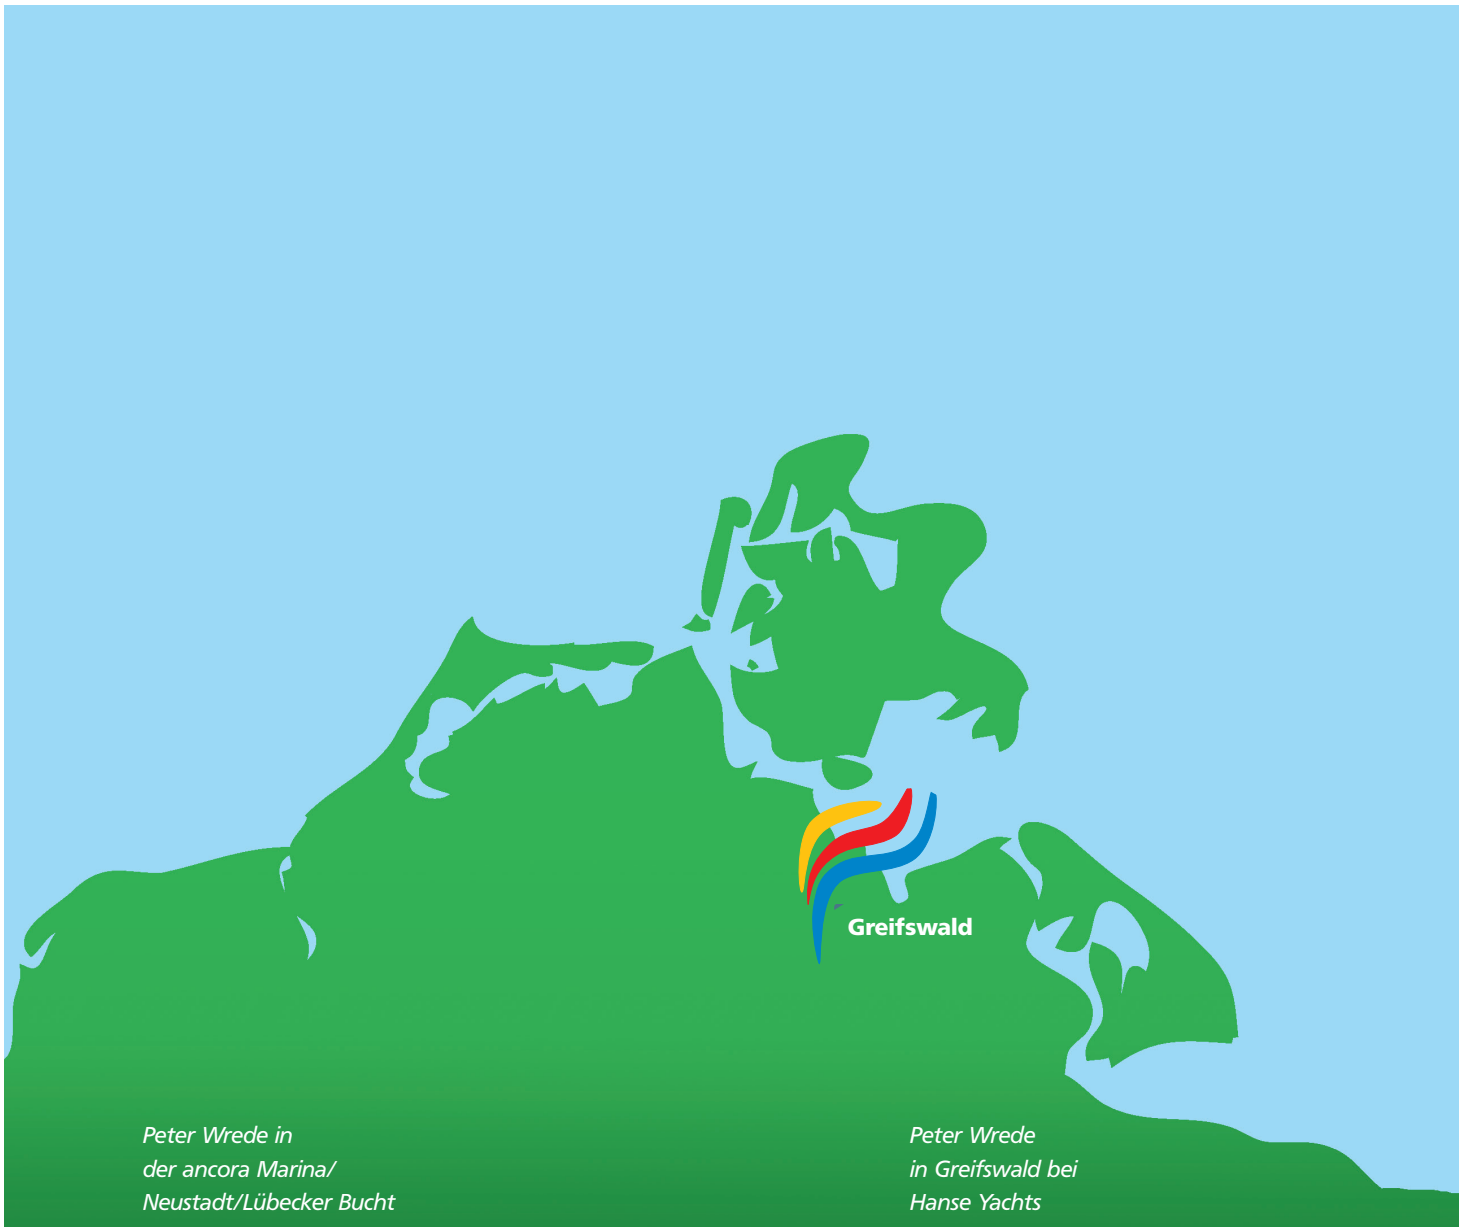 Greifswald
Peter Wrede in
der ancora Marina/
Neustadt/Lübecker Bucht
Peter Wrede
in Greifswald bei
Hanse Yachts